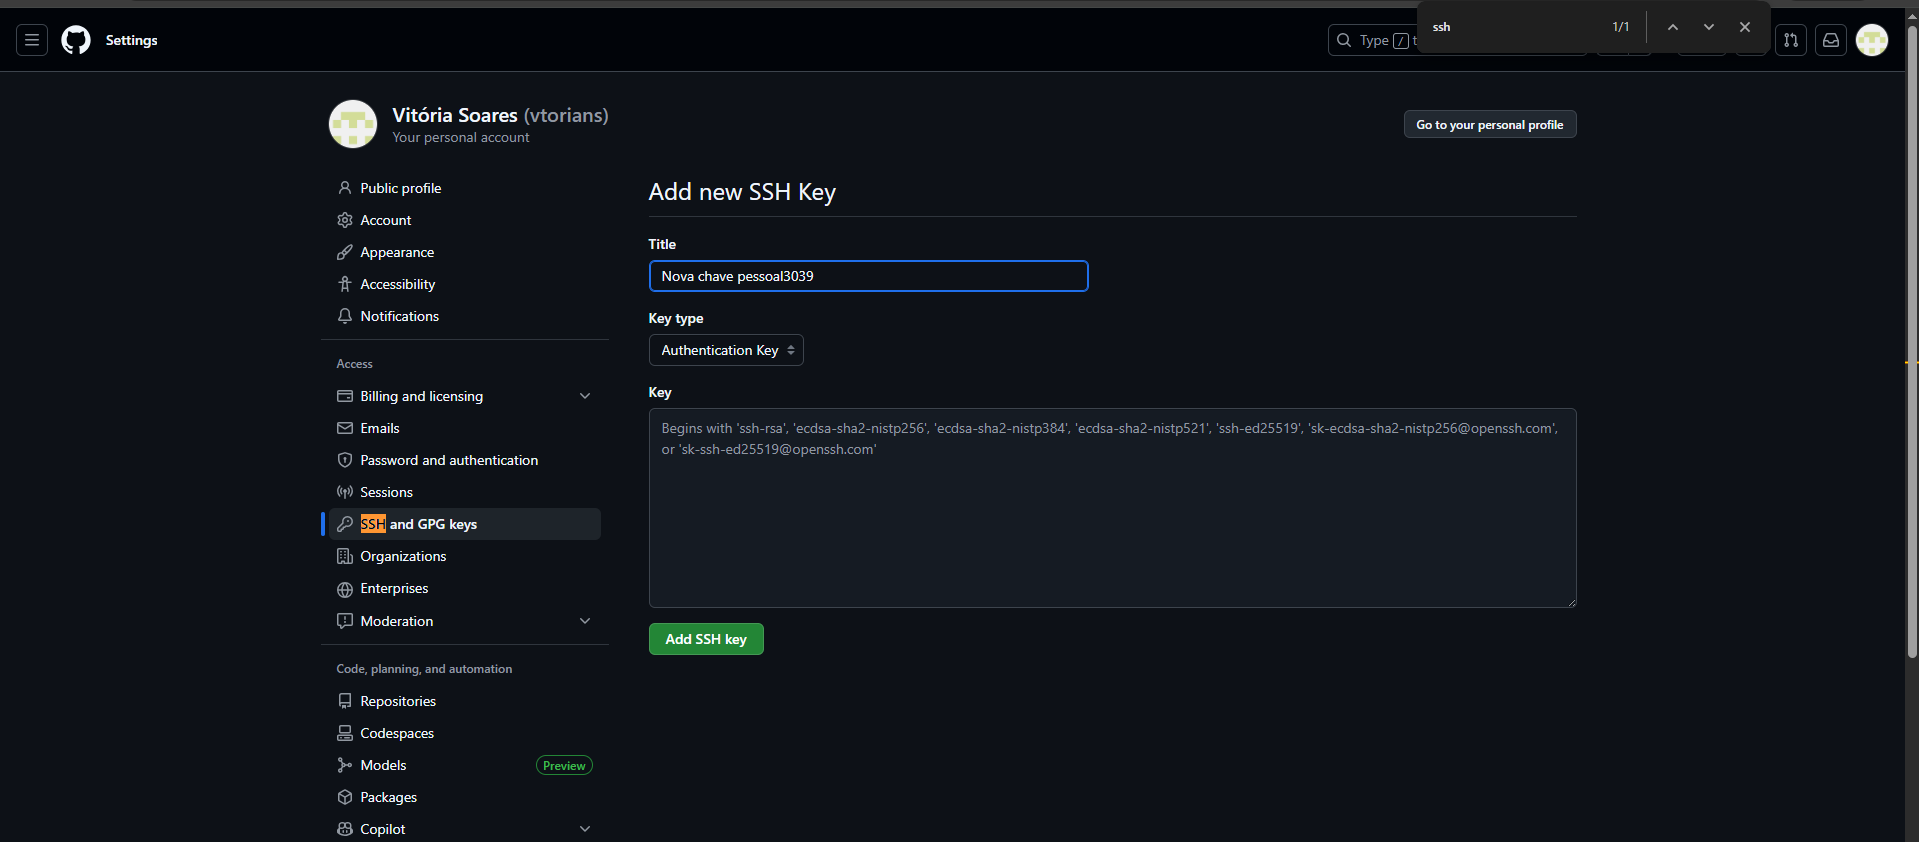 Settings
Type / t
ssh
1/1
Vitória Soares (vtorians)
Your personal account
Go to your personal profile
Public profile
Account
Appearance
Accessibility
Notifications
Access
Billing and licensing
Emails
Password and authentication
Sessions
SSH and GPG keys
Organizations
Enterprises
Moderation
Code, planning, and automation
Repositories
Codespaces
Models
Preview
Packages
Copilot
Add new SSH Key
Title
Nova chave pessoal3039
Key type
Authentication Key
Key
Begins with 'ssh-rsa', 'ecdsa-sha2-nistp256', 'ecdsa-sha2-nistp384', 'ecdsa-sha2-nistp521', 'ssh-ed25519', 'sk-ecdsa-sha2-nistp256@openssh.com',
or 'sk-ssh-ed25519@openssh.com'
Add SSH key